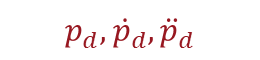 p_d, ṗ_d, p̈_d